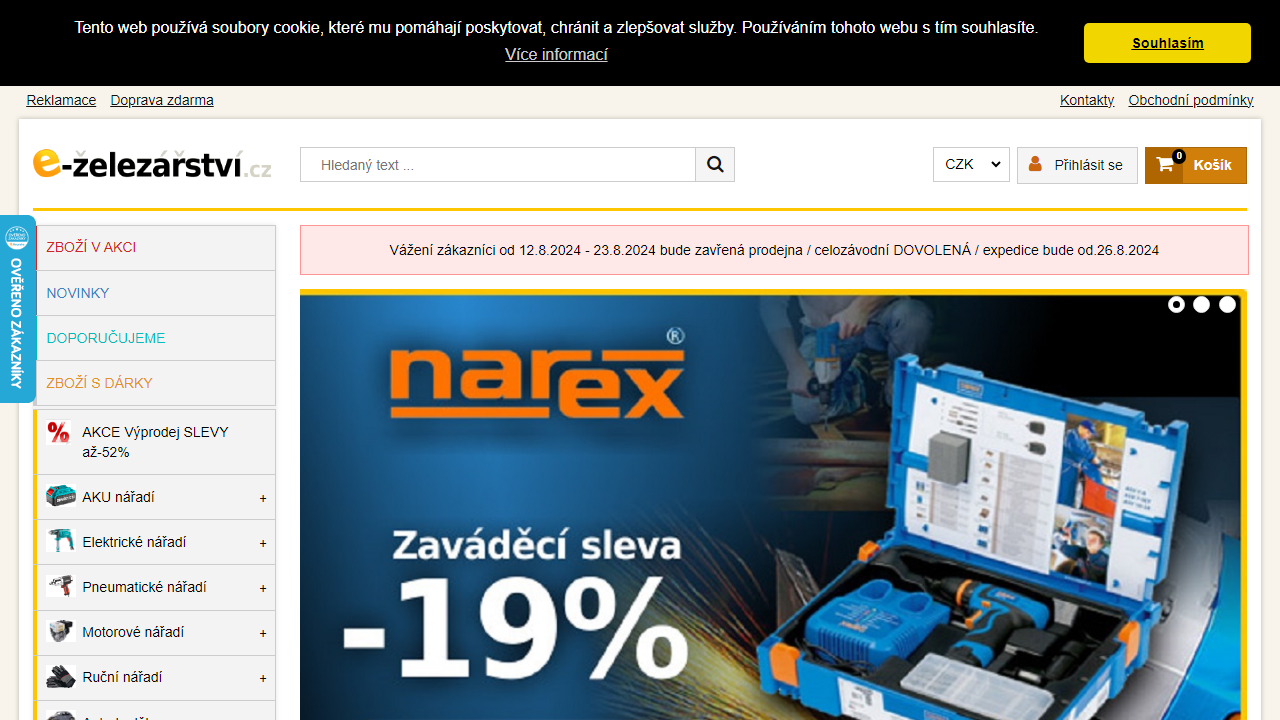 Tento web používá soubory cookie, které mu pomáhají poskytovat, chránit a zlepšovat služby. Používáním tohoto webu s tím souhlasíte.
Více informací
Souhlasím
Reklamace Doprava zdarma
Kontakty Obchodní podmínky
e-železářství.cz
Hledaný text ...
CZK
Přihlásit se
0
Košík
OVĚŘENO ZÁKAZNÍKY
ZBOŽÍ V AKCI
NOVINKY
DOPORUČUJEME
ZBOŽÍ S DÁRKY
% AKCE Výprodej SLEVY
až-52%
AKU nářadí +
Elektrické nářadí +
Pneumatické nářadí +
Motorové nářadí +
Ruční nářadí +
Vážení zákazníci od 12.8.2024 - 23.8.2024 bude zavřená prodejna / celozávodní DOVOLENÁ / expedice bude od.26.8.2024
narex®
Zaváděcí sleva
-19%